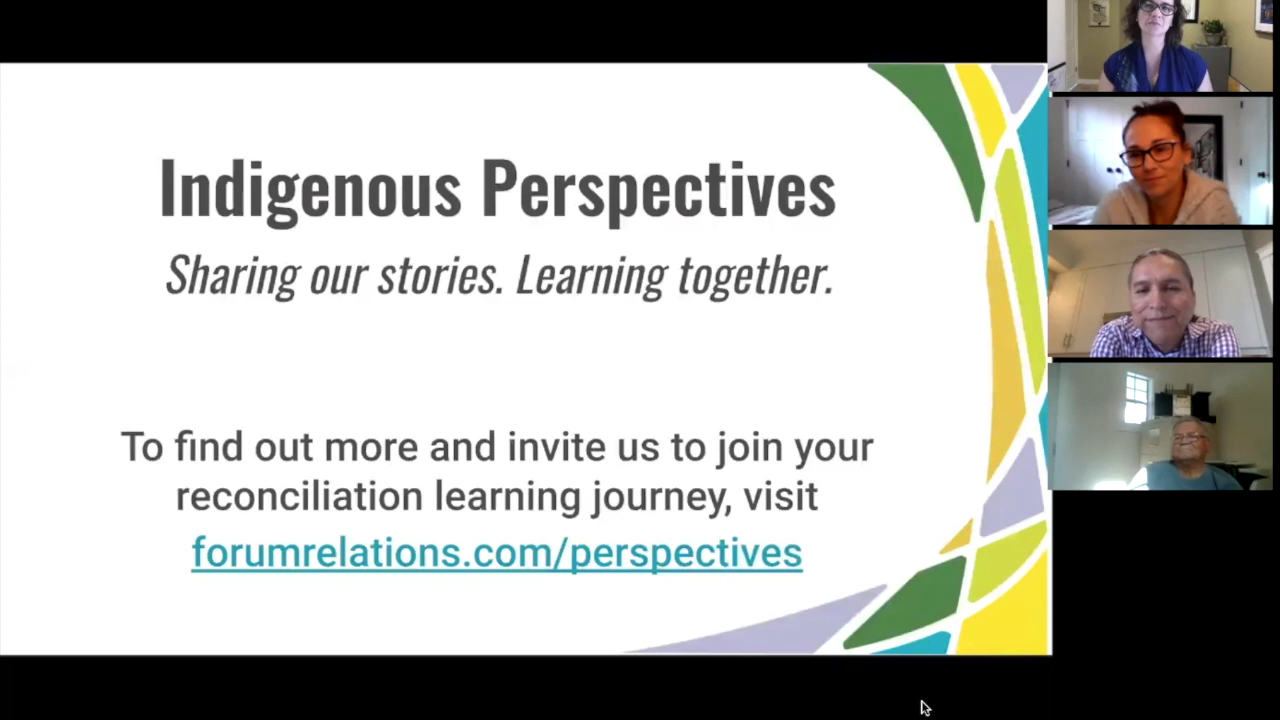 Indigenous Perspectives
Sharing our stories. Learning together.
To find out more and invite us to join your
reconciliation learning journey, visit
forumrelations.com/perspectives